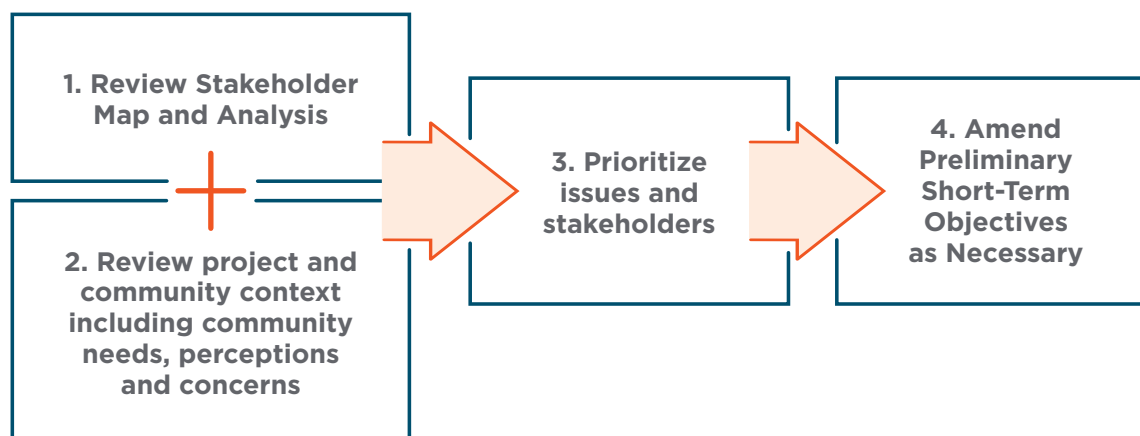 1. Review Stakeholder
Map and Analysis
2. Review project and
community context
including community
needs, perceptions
and concerns
3. Prioritize
issues and
stakeholders
4. Amend
Preliminary
Short-Term
Objectives
as Necessary